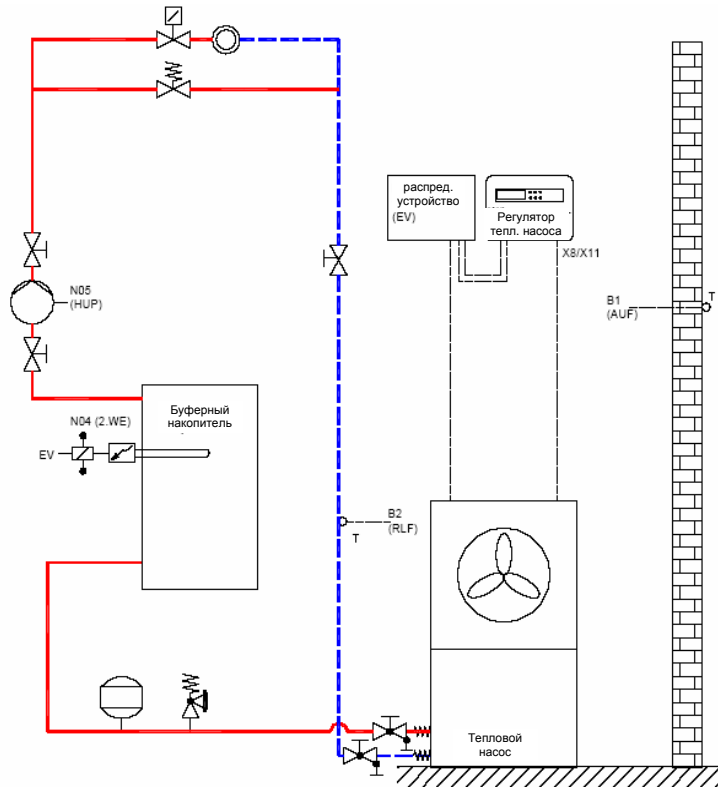 распред.
устройство
(EV)
Регулятор
тепл. насоса
X8/X11
N05
(HUP)
B1
(AUF)
T
Буферный
накопитель
N04 (2.WE)
EV
B2
(RLF)
T
Тепловой
насос